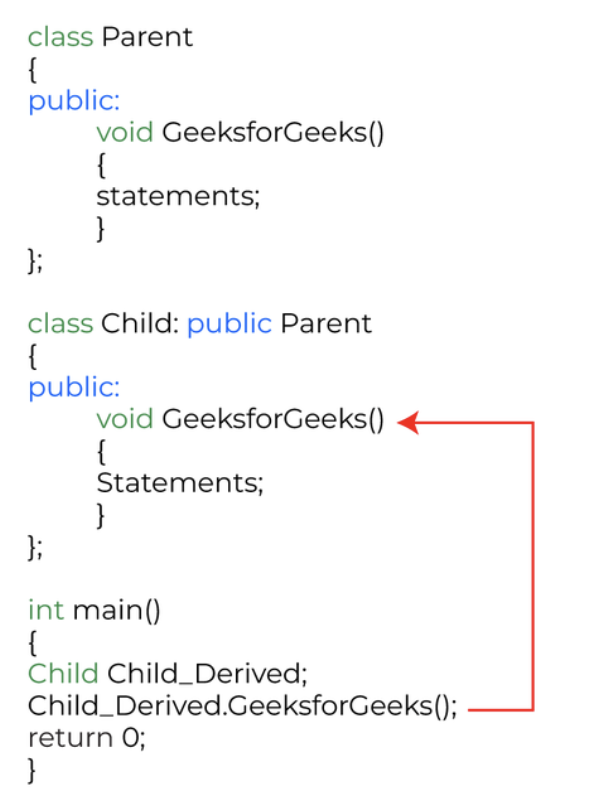 class Parent
{
public:
void GeeksforGeeks()
{
statements;
}
};
class Child: public Parent
{
public:
void GeeksforGeeks()
{
Statements;
}
};
int main()
{
Child Child_Derived;
Child_Derived.GeeksforGeeks();
return 0;
}